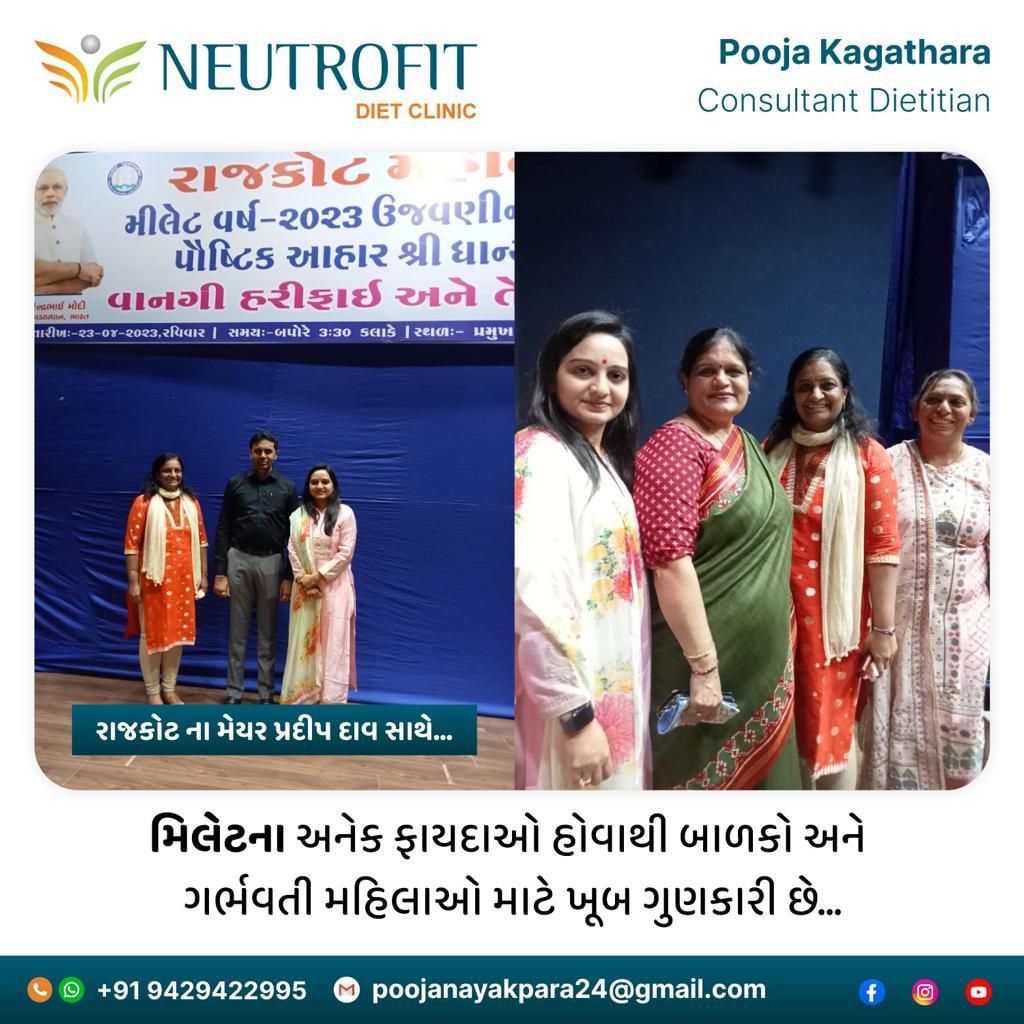 NEUTROFIT
DIET CLINIC
Pooja Kagathara
Consultant Dietitian
રાજકોટ
મીલેટ વર્ષ-૨૦૨૩ ઉજવણી
પૌષ્ટિક આહાર શ્રી
વાનગી હરીફાઈ અને
મોદી
ભારત
તારીખ:-૨૩-૦૪-૨૦૨૩,રવિવાર | સમય:-બપોરે ૩:૩૦ કલાકે | સ્થળ:- પ્રમુખ
રાજકોટ ના મેયર પ્રદીપ દાવ સાથે...
મિલેટના અનેક ફાયદાઓ હોવાથી બાળકો અને
ગર્ભવતી મહિલાઓ માટે ખૂબ ગુણકારી છે...
+91 9429422995
poojanayakpara24@gmail.com